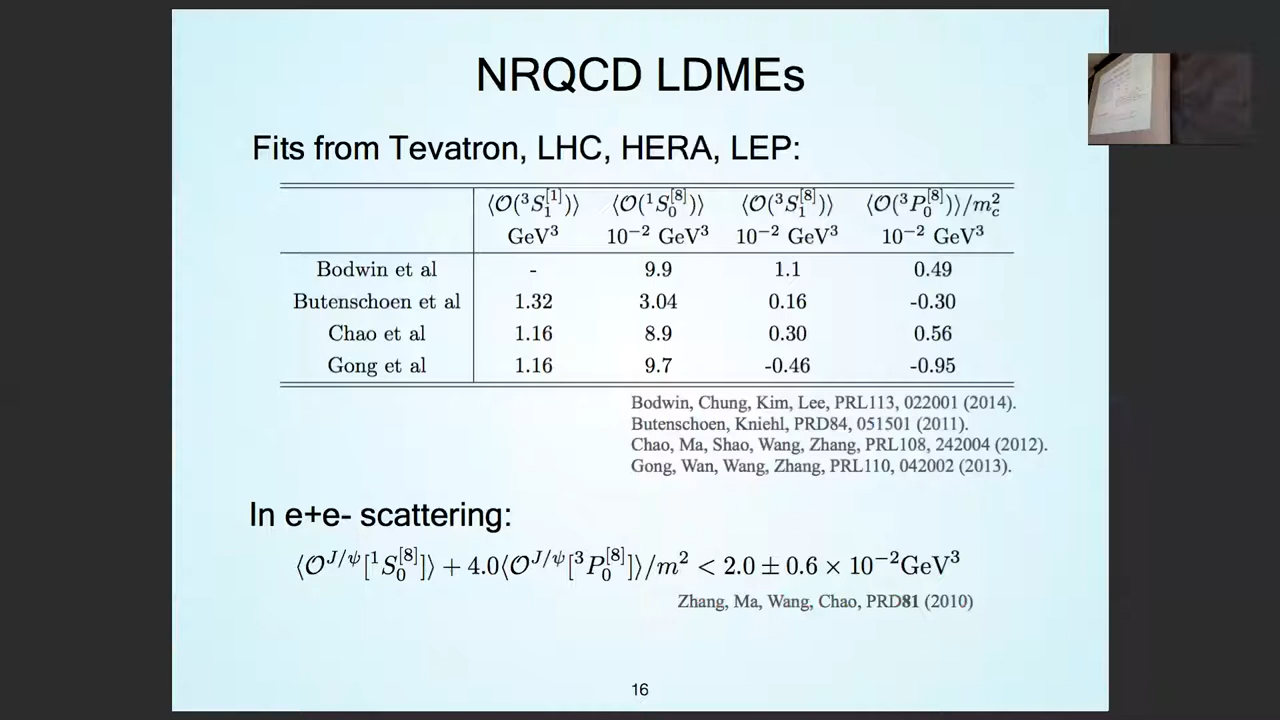 NRQCD LDMEs
Fits from Tevatron, LHC, HERA, LEP:
⟨O(³S₁^[1])⟩ ⟨O(¹S₀^[8])⟩ ⟨O(³S₁^[8])⟩ ⟨O(³P₀^[8])⟩/m_c²
GeV³ 10⁻² GeV³ 10⁻² GeV³ 10⁻² GeV³
Bodwin et al - 9.9 1.1 0.49
Butenschoen et al 1.32 3.04 0.16 -0.30
Chao et al 1.16 8.9 0.30 0.56
Gong et al 1.16 9.7 -0.46 -0.95
Bodwin, Chung, Kim, Lee, PRL113, 022001 (2014).
Butenschoen, Kniehl, PRD84, 051501 (2011).
Chao, Ma, Shao, Wang, Zhang, PRL108, 242004 (2012).
Gong, Wan, Wang, Zhang, PRL110, 042002 (2013).
In e+e- scattering:
⟨O^{J/ψ}[¹S₀^[8]]⟩ + 4.0⟨O^{J/ψ}[³P₀^[8]]⟩/m² < 2.0 ± 0.6 × 10⁻²GeV³
Zhang, Ma, Wang, Chao, PRD81 (2010)
16